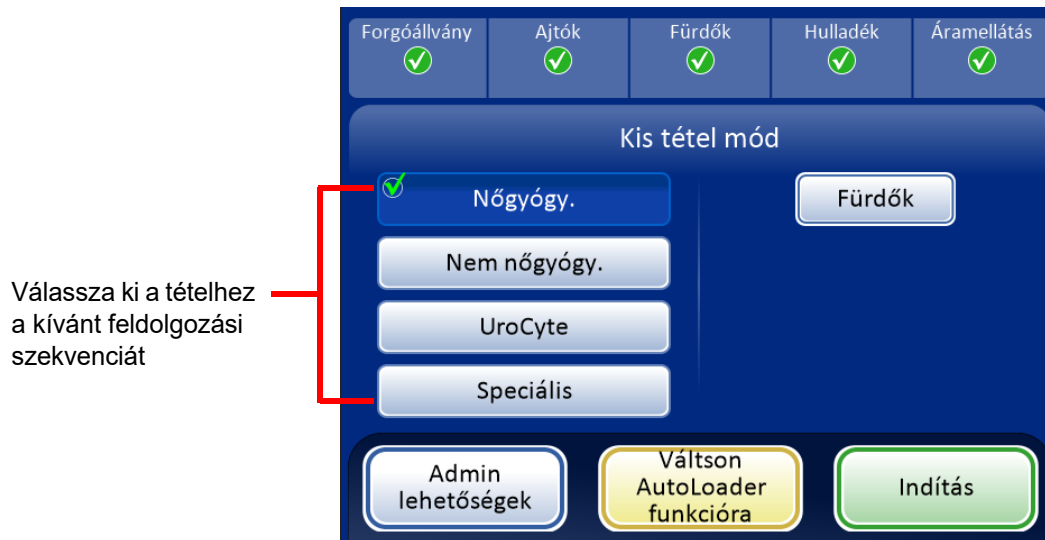 Forgóállvány
Ajtók
Fürdők
Hulladék
Áramellátás
Kis tétel mód
Nőgyógy.
Fürdők
Nem nőgyógy.
UroCyte
Speciális
Válassza ki a tételhez
a kívánt feldolgozási
szekvenciát
Admin
lehetőségek
Váltson
AutoLoader
funkcióra
Indítás